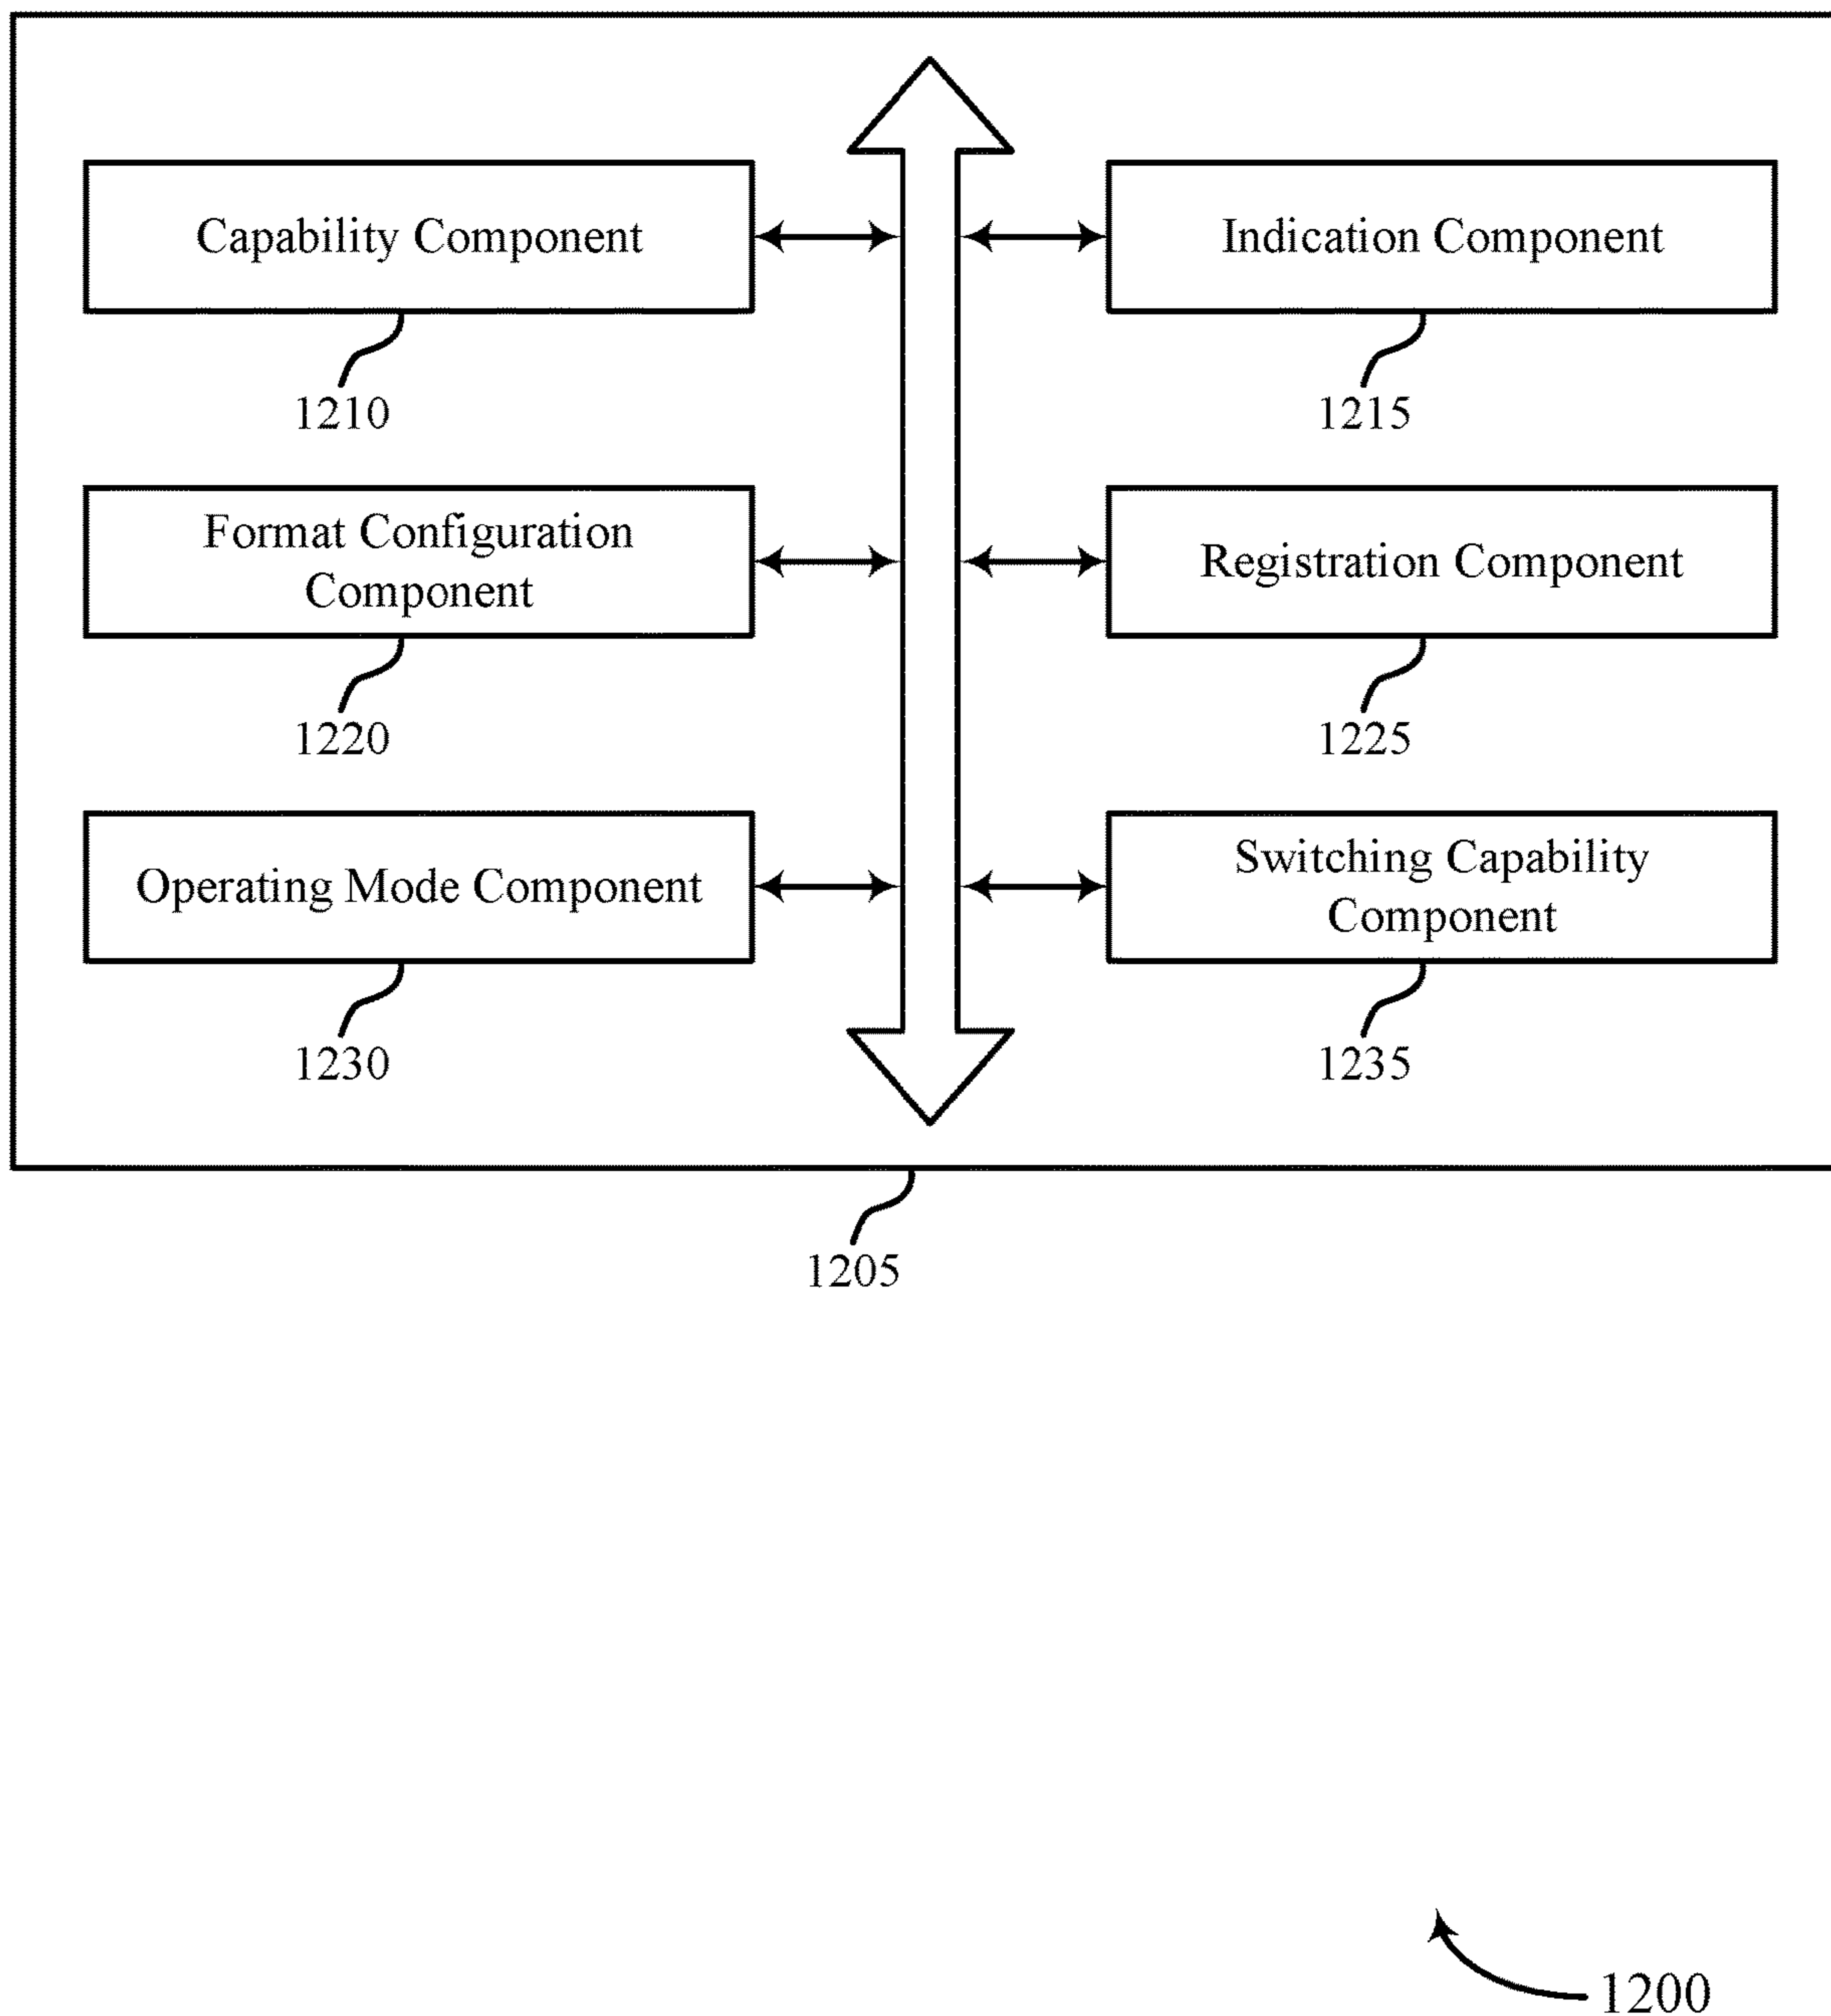 Capability Component
Indication Component
1210
1215
Format Configuration
Component
Registration Component
1220
1225
Operating Mode Component
Switching Capability
Component
1230
1235
1205
1200